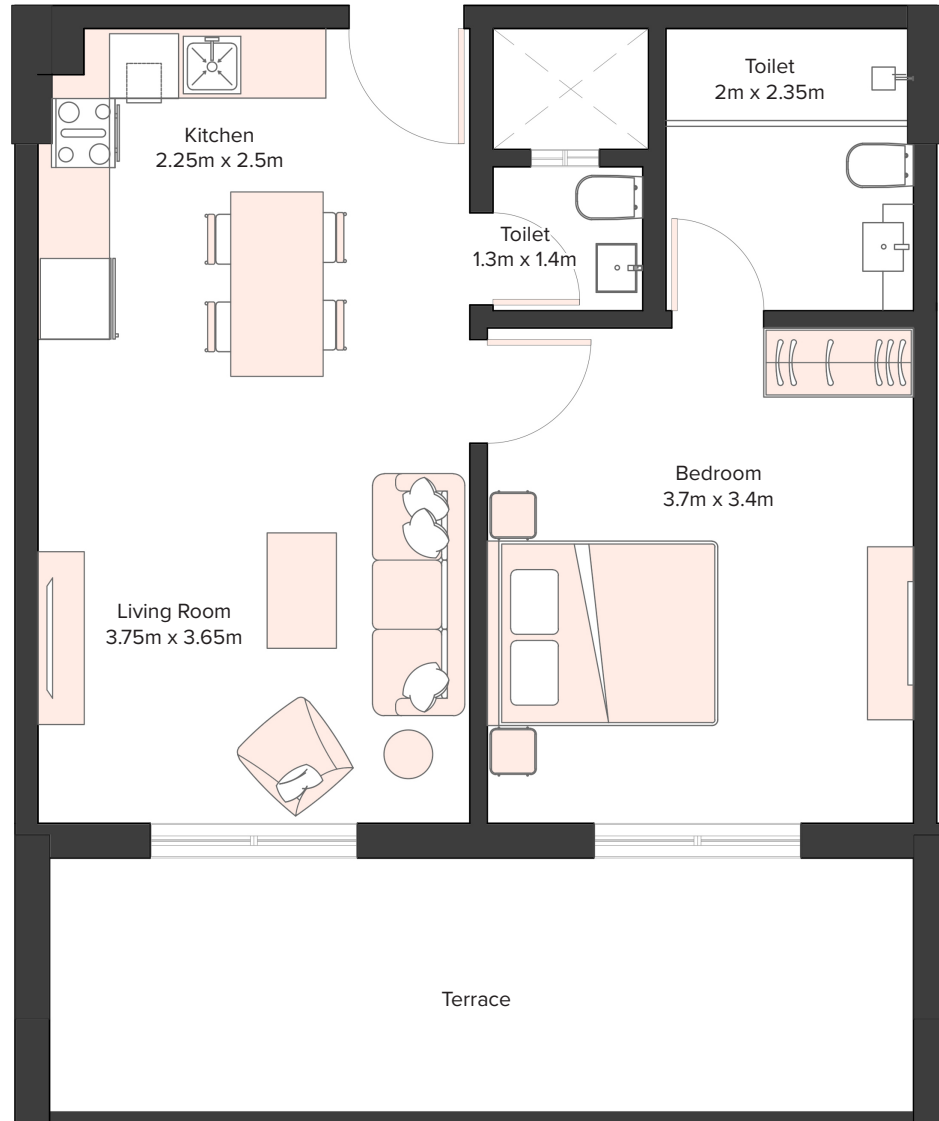 Toilet
2m x 2.35m
Kitchen
2.25m x 2.5m
Toilet
1.3m x 1.4m
Bedroom
3.7m x 3.4m
Living Room
3.75m x 3.65m
Terrace